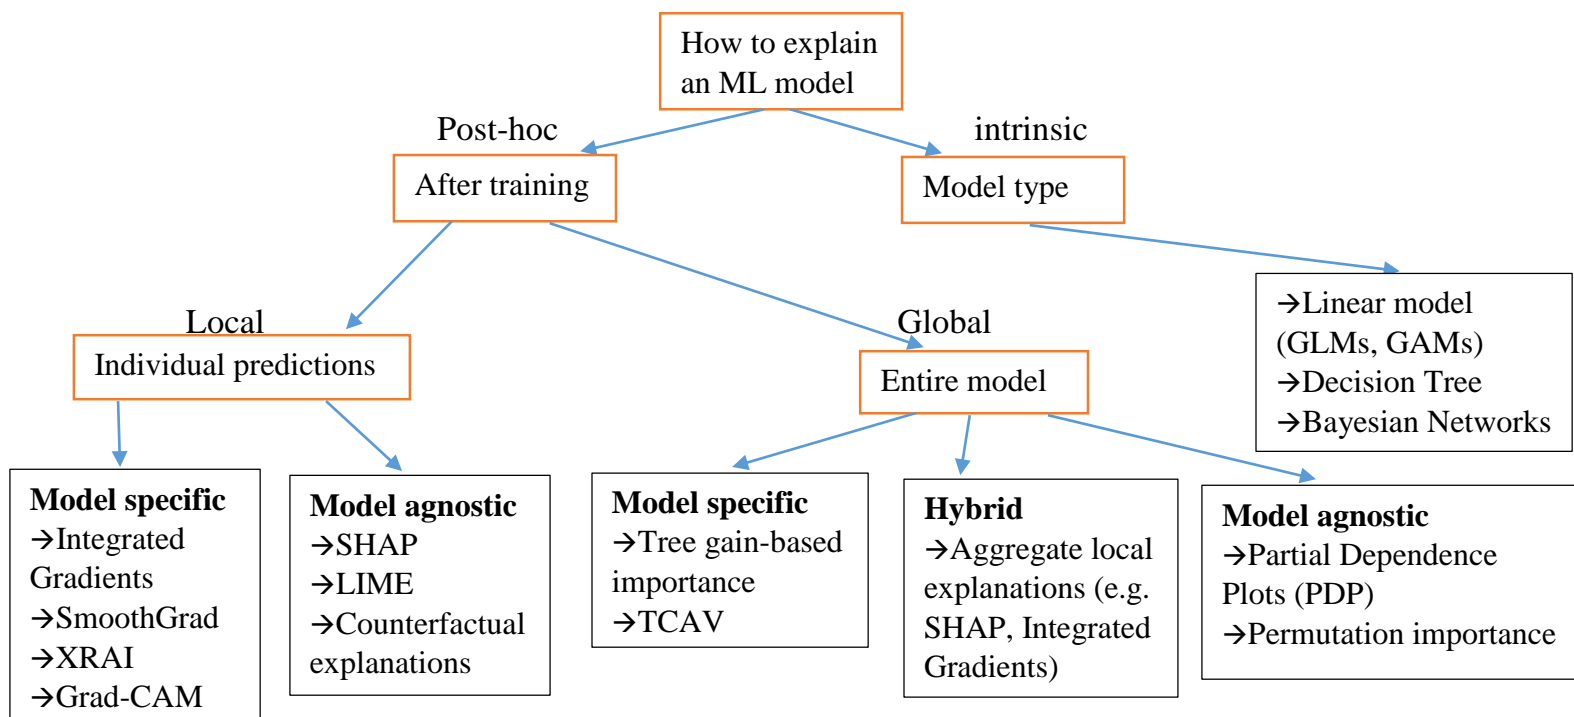 How to explain
an ML model
Post-hoc
intrinsic
After training
Model type
Local
Individual predictions
Global
Entire model
→Linear model
(GLMs, GAMs)
→Decision Tree
→Bayesian Networks
Model specific
→Integrated
Gradients
→SmoothGrad
→XRAI
→Grad-CAM
Model agnostic
→SHAP
→LIME
→Counterfactual
explanations
Model specific
→Tree gain-based
importance
→TCAV
Hybrid
→Aggregate local
explanations (e.g.
SHAP, Integrated
Gradients)
Model agnostic
→Partial Dependence
Plots (PDP)
→Permutation importance